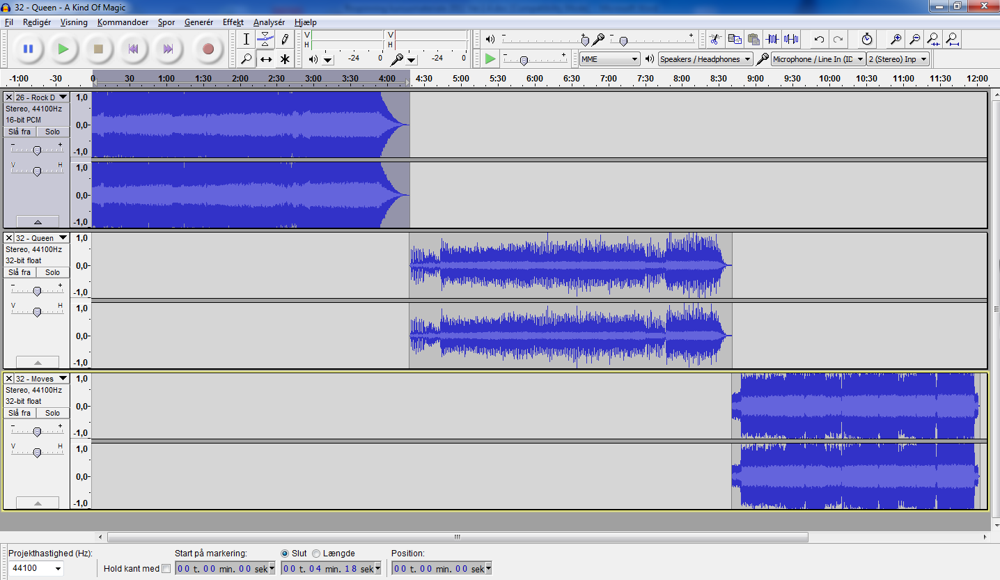 32 - Queen - A Kind Of Magic
Fil Redigér Visning Kommandoer Spor Generér Effekt Analysér Hjælp
V V
H H
-24 0 -24 0
- + - +
- +
MME Speakers / Headphones Microphone / Line In (IC 2 (Stereo) Inp
-1:00 -30 0 30 1:00 1:30 2:00 2:30 3:00 3:30 4:00 4:30 5:00 5:30 6:00 6:30 7:00 7:30 8:00 8:30 9:00 9:30 10:00 10:30 11:00 11:30 12:00
26 - Rock D
Stereo, 44100Hz
16-bit PCM
Slå fra Solo
- +
V H
1,0
0,0-
-1,0
1,0
0,0-
-1,0
32 - Queen
Stereo, 44100Hz
32-bit float
Slå fra Solo
- +
V H
1,0
0,0-
-1,0
1,0
0,0-
-1,0
32 - Moves
Stereo, 44100Hz
32-bit float
Slå fra Solo
- +
V H
1,0
0,0-
-1,0
1,0
0,0-
-1,0
Projekthastighed (Hz): Start på markering: Slut Længde Position:
44100 Hold kant med 00 t. 00 min. 00 sek 00 t. 04 min. 18 sek 00 t. 00 min. 00 sek